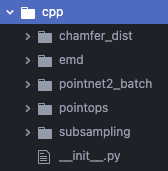 cpp
chamfer_dist
emd
pointnet2_batch
pointops
subsampling
__init__.py